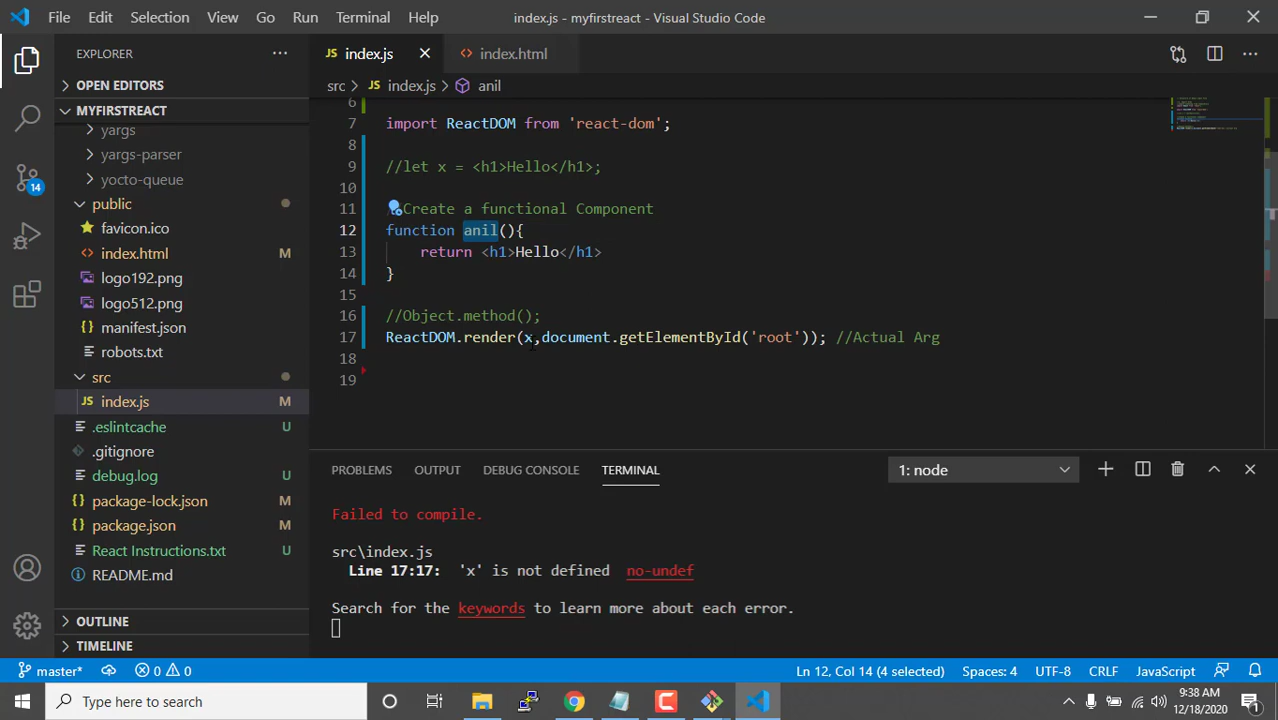 File Edit Selection View Go Run Terminal Help
index.js - myfirstreact - Visual Studio Code
EXPLORER
OPEN EDITORS
MYFIRSTREACT
yargs
yargs-parser
yocto-queue
public
favicon.ico
index.html M
logo192.png
logo512.png
manifest.json
robots.txt
src
JS index.js M
.eslintcache U
.gitignore
debug.log U
package-lock.json M
package.json M
React Instructions.txt U
README.md
OUTLINE
TIMELINE
JS index.js
index.html
src > JS index.js > anil
6
7 import ReactDOM from 'react-dom';
8
9 //let x = <h1>Hello</h1>;
10
11 Create a functional Component
12 function anil(){
13 return <h1>Hello</h1>
14 }
15
16 //Object.method();
17 ReactDOM.render(x,document.getElementById('root')); //Actual Arg
18
19
PROBLEMS OUTPUT DEBUG CONSOLE TERMINAL
1: node
Failed to compile.
src\index.js
Line 17:17: 'x' is not defined no-undef
Search for the keywords to learn more about each error.
14
master* 0 0
Ln 12, Col 14 (4 selected) Spaces: 4 UTF-8 CRLF JavaScript
Type here to search
9:38 AM
12/18/2020
1